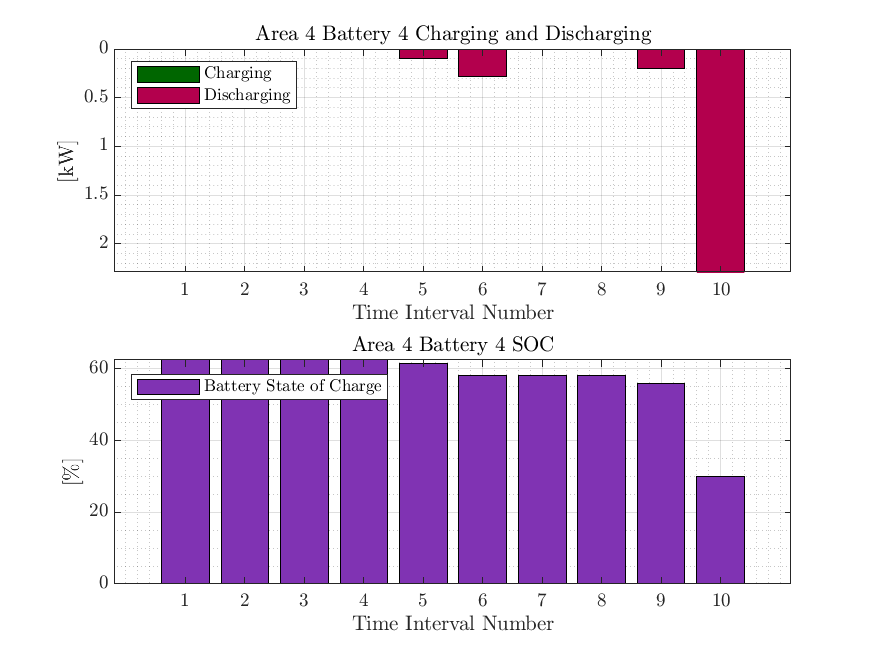 Area 4 Battery 4 Charging and Discharging
0
0.5
1
1.5
2
[kW]
Charging
Discharging
1 2 3 4 5 6 7 8 9 10
Time Interval Number
Area 4 Battery 4 SOC
60
40
20
0
[%]
Battery State of Charge
1 2 3 4 5 6 7 8 9 10
Time Interval Number